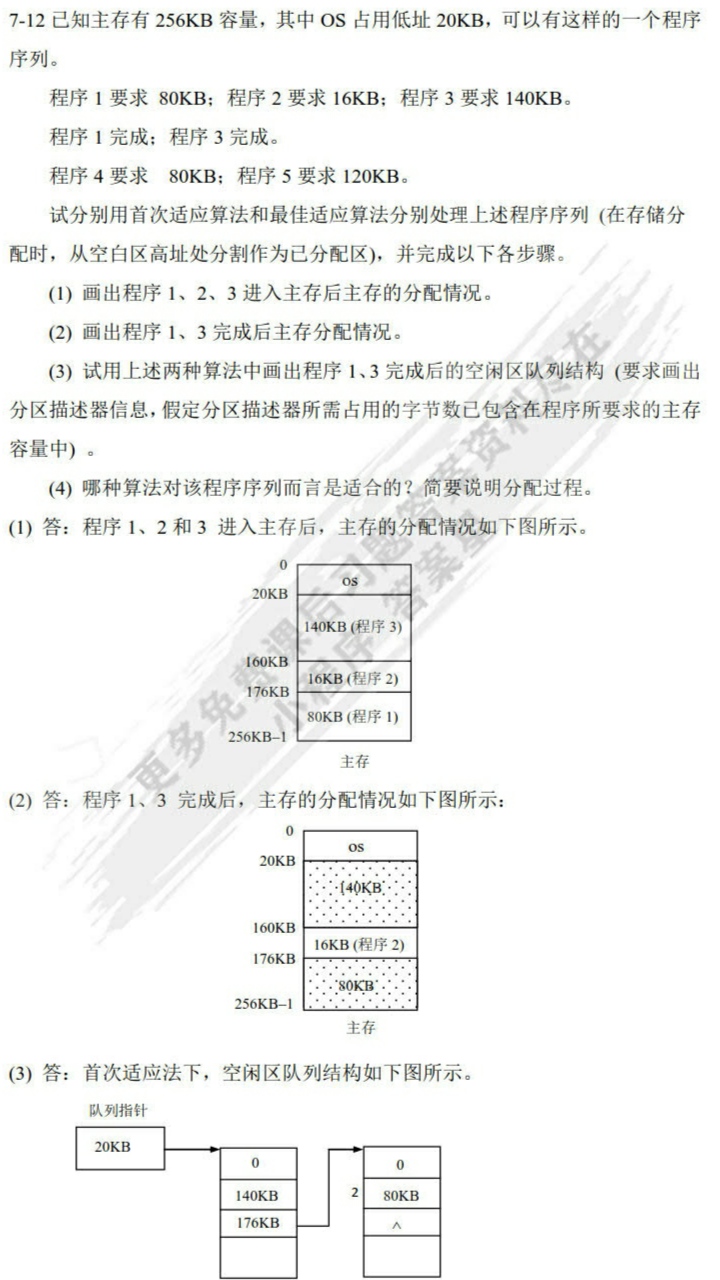 7-12 已知主存有 256KB 容量，其中 OS 占用低址 20KB，可以有这样的一个程序
序列。
程序 1 要求 80KB；程序 2 要求 16KB；程序 3 要求 140KB。
程序 1 完成；程序 3 完成。
程序 4 要求 80KB；程序 5 要求 120KB。
试分别用首次适应算法和最佳适应算法分别处理上述程序序列 (在存储分
配时，从空白区高址处分割作为已分配区)，并完成以下各步骤。
(1) 画出程序 1、2、3 进入主存后主存的分配情况。
(2) 画出程序 1、3 完成后主存分配情况。
(3) 试用上述两种算法中画出程序 1、3 完成后的空闲区队列结构 (要求画出
分区描述器信息，假定分区描述器所需占用的字节数已包含在程序所要求的主存
容量中) 。
(4) 哪种算法对该程序序列而言是适合的？简要说明分配过程。
(1) 答：程序 1、2 和 3 进入主存后，主存的分配情况如下图所示。
0
os
20KB
140KB (程序 3)
160KB
16KB (程序 2)
176KB
80KB (程序 1)
256KB–1
主存
(2) 答：程序 1、3 完成后，主存的分配情况如下图所示：
0
os
20KB
140KB
160KB
16KB (程序 2)
176KB
80KB
256KB–1
主存
(3) 答：首次适应法下，空闲区队列结构如下图所示。
队列指针
20KB
0
0
140KB
2
80KB
176KB
^
更多免费课后习题答案资料尽在
小程序 答案星